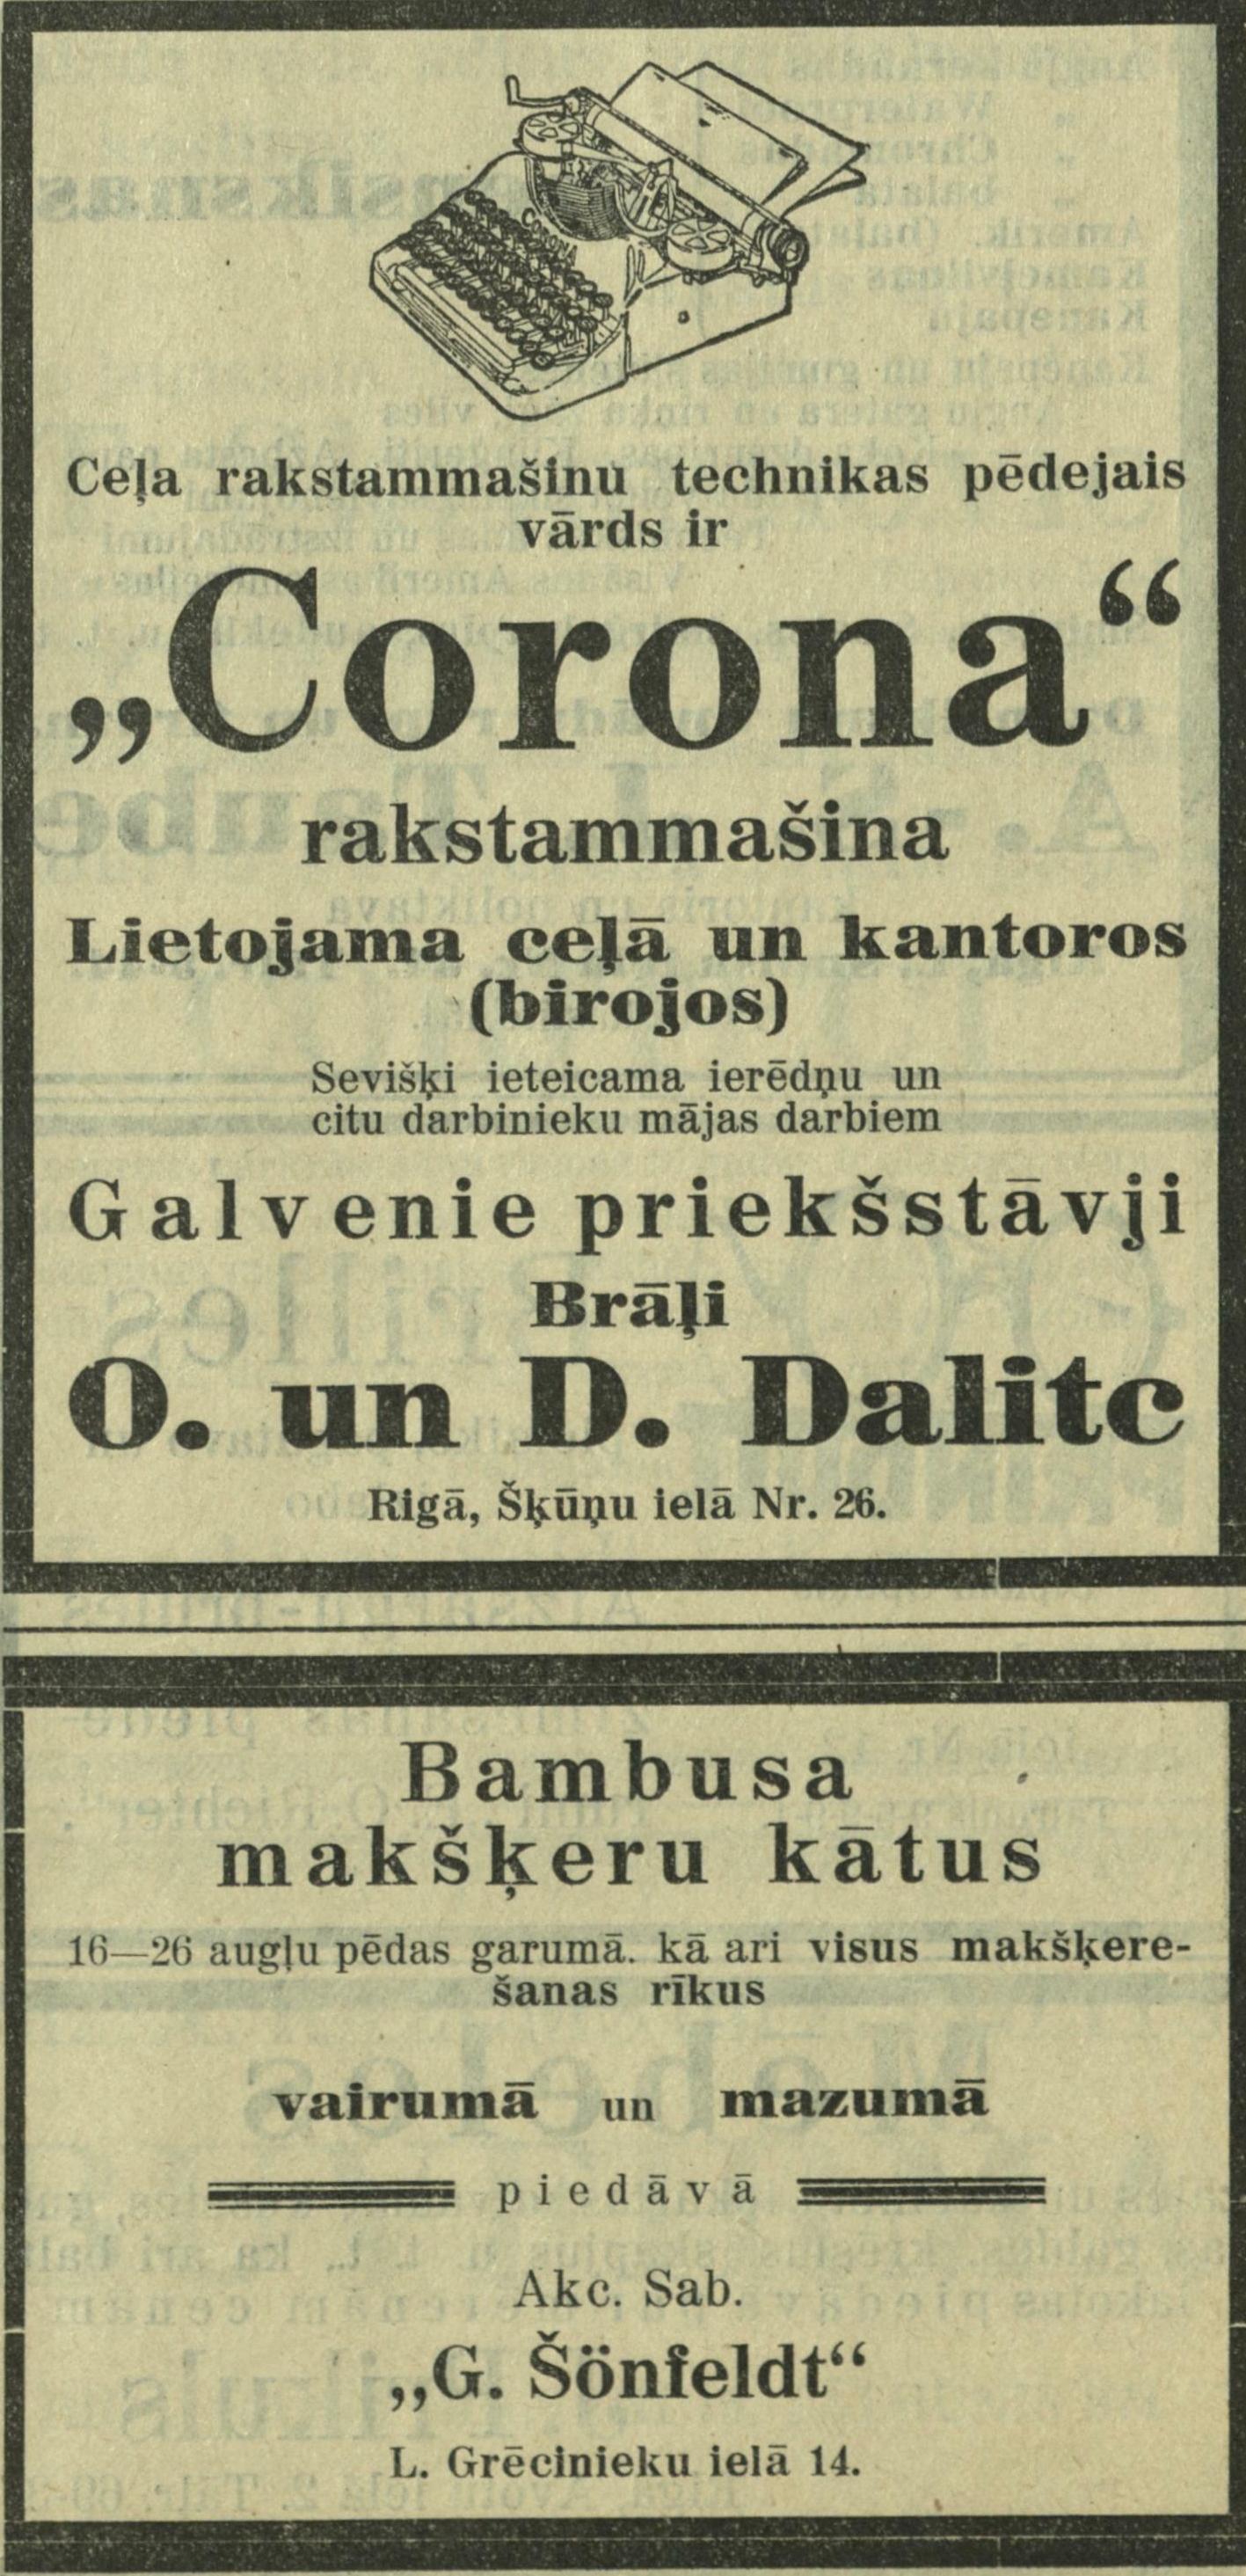 CORONA
Ceļa rakstammašinu technikas pēdejais
vārds ir
„Corona“
rakstammašina
Lietojama ceļā un kantoros
(birojos)
Sevišķi ieteicama ierēdņu un
citu darbinieku mājas darbiem
Galvenie priekšstāvji
Brāļi
O. un D. Dalitc
Rigā, Šķūņu ielā Nr. 26.
Bambusa
makšķeru kātus
16—26 augļu pēdas garumā. kā ari visus makšķere-
šanas rīkus
vairumā un mazumā
piedāvā
Akc. Sab.
„G. Šönfeldt“
L. Grēcinieku ielā 14.